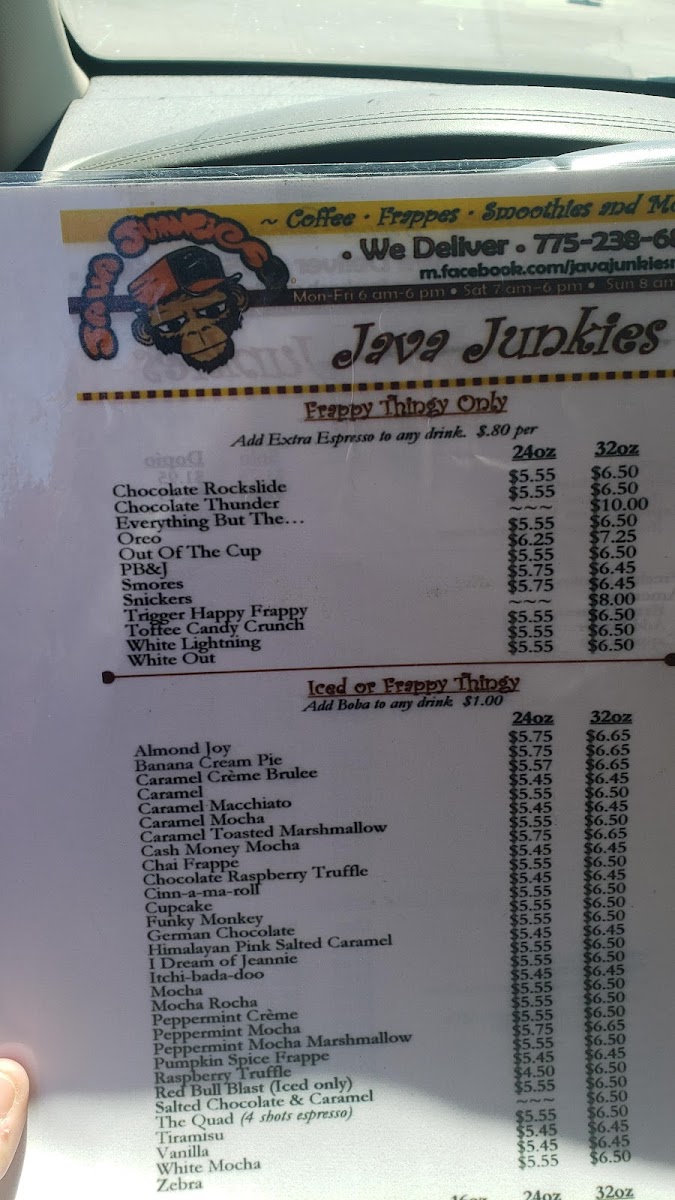 ~ Coffee · Frappes · Smoothies and
• We Deliver • 775-238-68
m.facebook.com/javajunkiesr
Mon-Fri 6 am-6 pm • Sat 7 am-6 pm • Sun 8 am
Java Junkies
Java Junkies
Frappy Thingy Only
Add Extra Espresso to any drink. $.80 per
24oz 32oz
Chocolate Rockslide $5.55 $6.50
Chocolate Thunder $5.55 $6.50
Everything But The… ~~~ $10.00
Oreo $5.55 $6.50
Out Of The Cup $6.25 $7.25
PB&J $5.55 $6.50
Smores $5.75 $6.45
Snickers $5.75 $6.45
Trigger Happy Frappy ~~~ $8.00
Toffee Candy Crunch $5.55 $6.50
White Lightning $5.55 $6.50
White Out $5.55 $6.50
Iced or Frappy Thingy
Add Boba to any drink $1.00
24oz 32oz
Almond Joy $5.75 $6.65
Banana Cream Pie $5.75 $6.65
Caramel Crème Brulee $5.57 $6.65
Caramel $5.45 $6.45
Caramel Macchiato $5.55 $6.50
Caramel Mocha $5.45 $6.45
Caramel Toasted Marshmallow $5.55 $6.50
Cash Money Mocha $5.75 $6.65
Chai Frappe $5.45 $6.45
Chocolate Raspberry Truffle $5.55 $6.50
Cinn-a-ma-roll $5.45 $6.45
Cupcake $5.55 $6.50
Funky Monkey $5.55 $6.50
German Chocolate $5.55 $6.50
Himalayan Pink Salted Caramel $5.45 $6.45
I Dream of Jeannie $5.55 $6.50
Itchi-bada-doo $5.55 $6.50
Mocha $5.45 $6.45
Mocha Rocha $5.55 $6.50
Peppermint Crème $5.55 $6.50
Peppermint Mocha $5.55 $6.50
Peppermint Mocha Marshmallow $5.75 $6.65
Pumpkin Spice Frappe $5.55 $6.50
Raspberry Truffle $5.45 $6.45
Red Bull Blast (Iced only) $4.50 $6.50
Salted Chocolate & Caramel $5.55 $6.50
The Quad (4 shots espresso) ~~~ $6.50
Tiramisu $5.55 $6.50
Vanilla $5.45 $6.45
White Mocha $5.45 $6.45
Zebra $5.55 $6.50
16oz 24oz 32oz